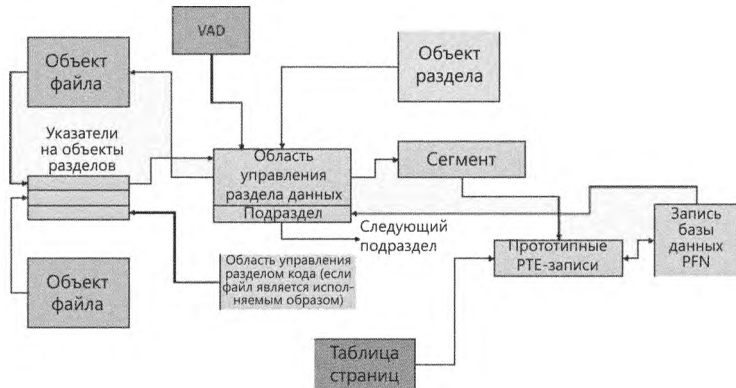 VAD
Объект
файла
Объект
раздела
Указатели
на объекты
разделов
Область
управления
раздела данных
Подраздел
Сегмент
Следующий
подраздел
Запись
базы
данных
PFN
Прототипные
PTE-записи
Область управления
разделом кода (если
файл является испол-
няемым образом)
Объект
файла
Таблица
страниц